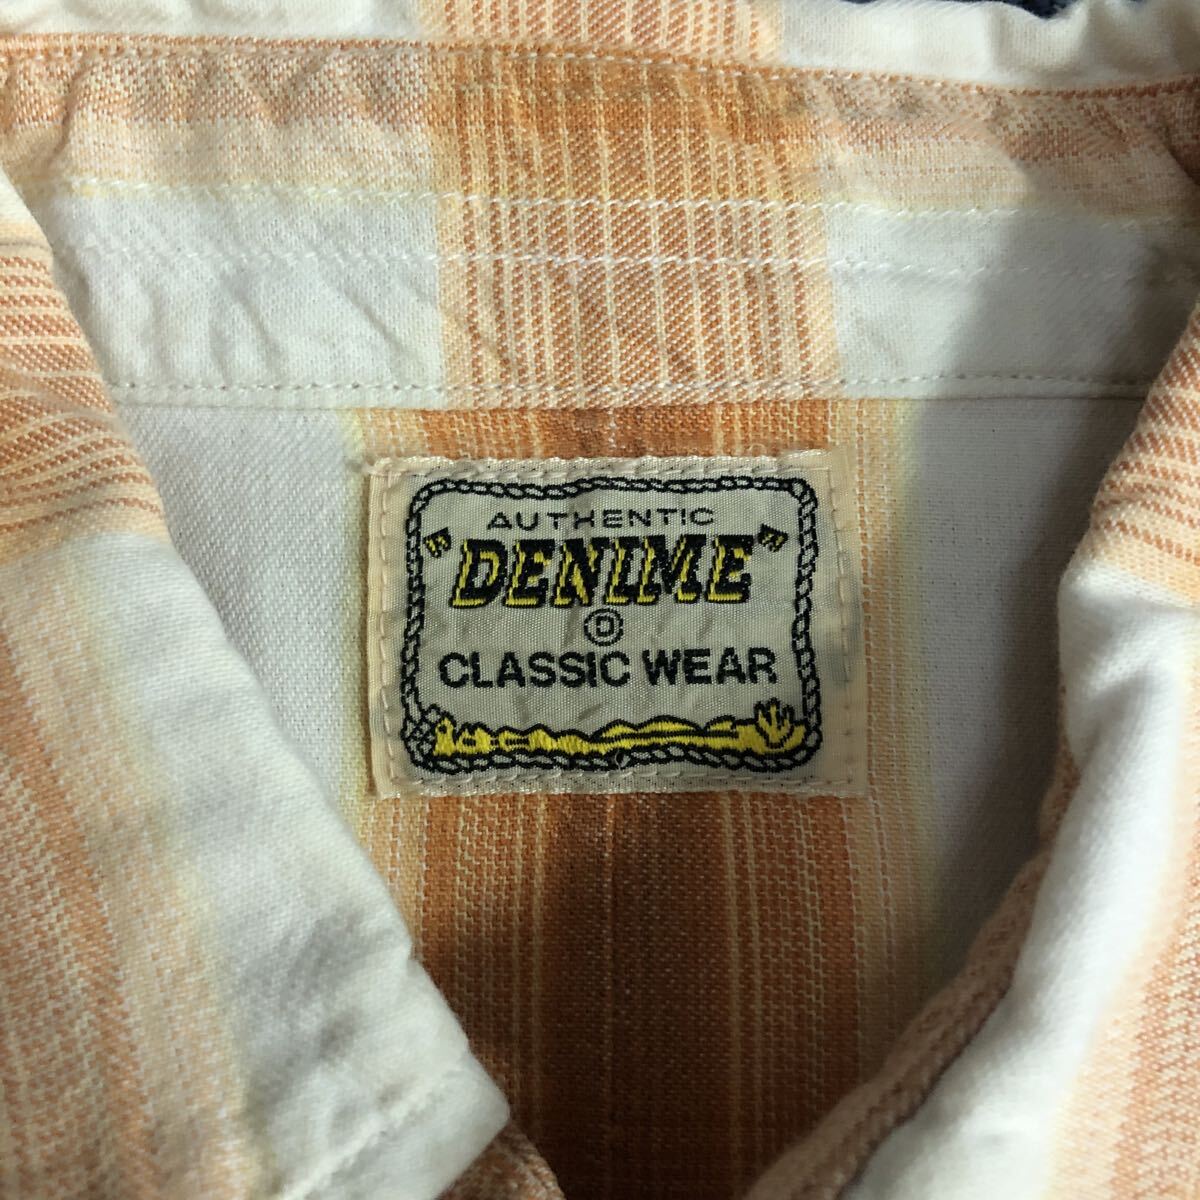 AUTHENTIC
"DENIME"
D
CLASSIC WEAR